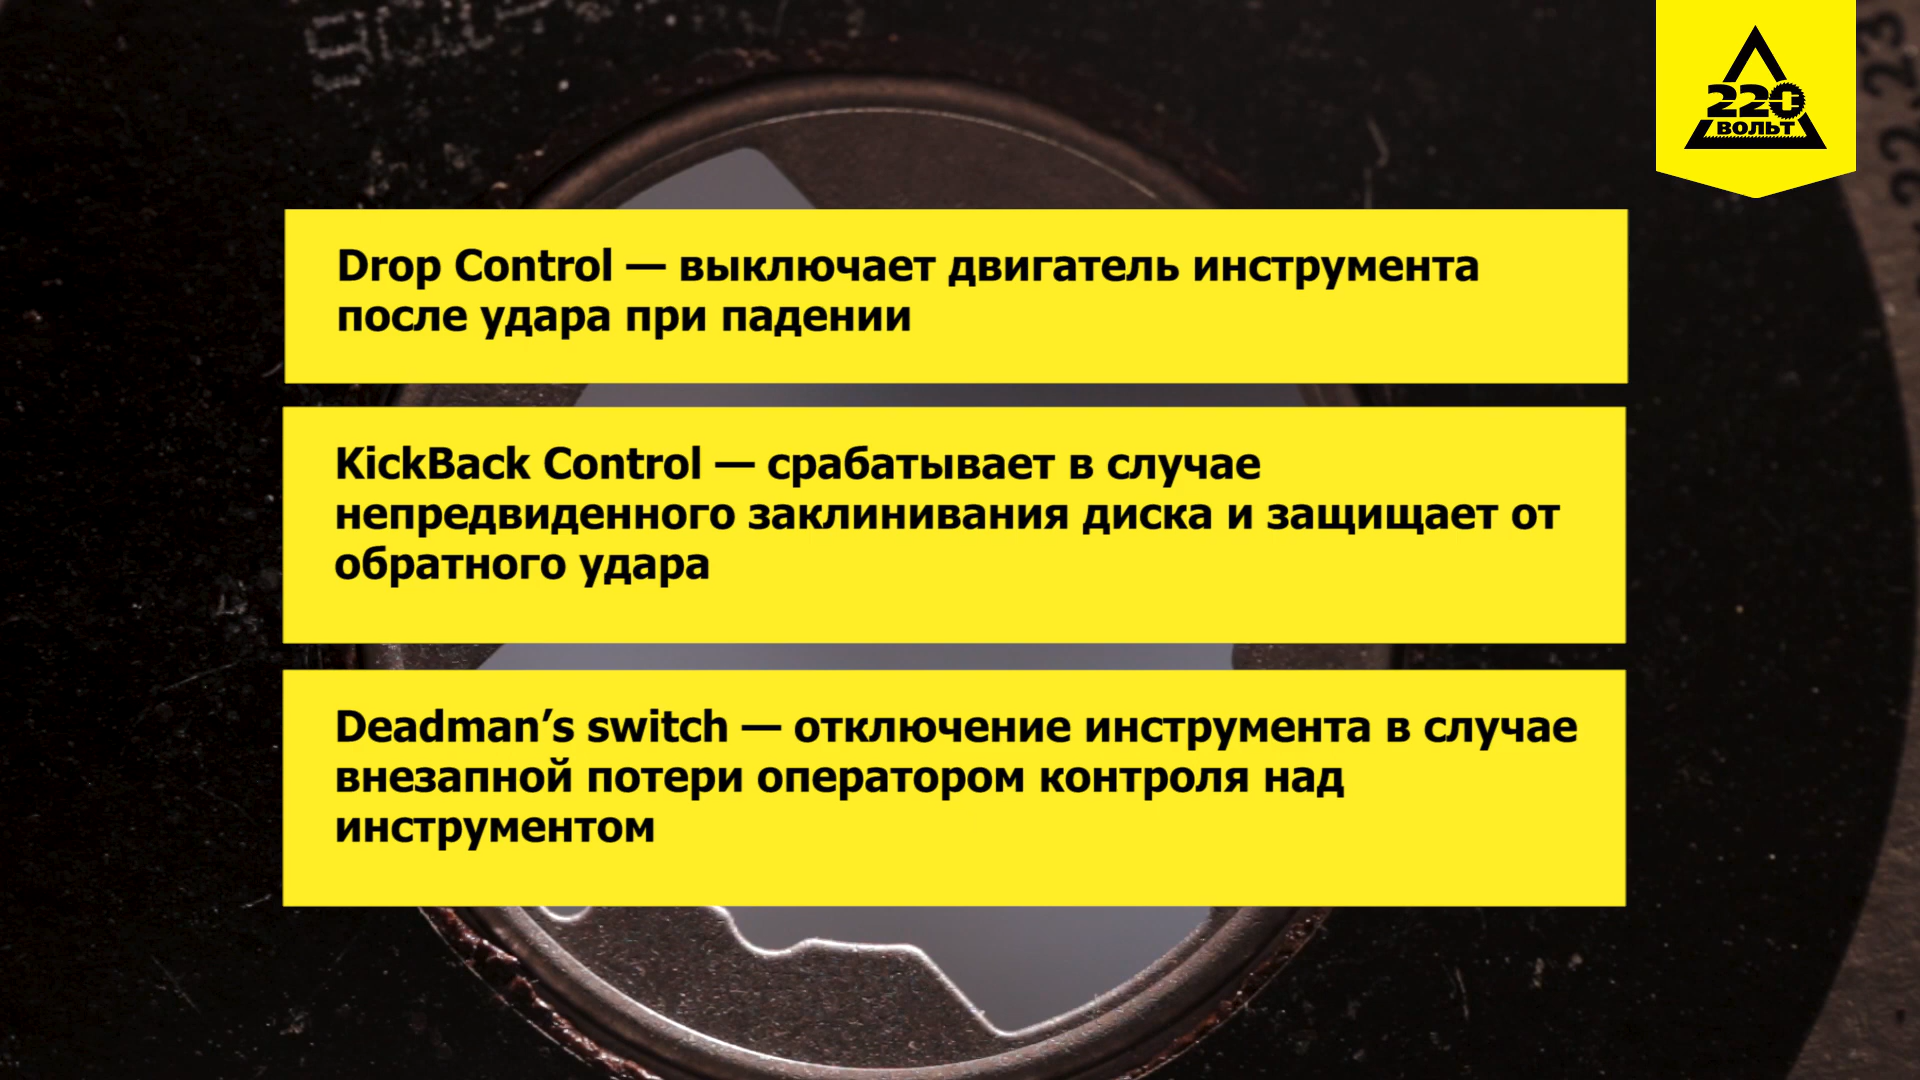 220
ВОЛЬТ
Drop Control — выключает двигатель инструмента
после удара при падении
KickBack Control — срабатывает в случае
непредвиденного заклинивания диска и защищает от
обратного удара
Deadman’s switch — отключение инструмента в случае
внезапной потери оператором контроля над
инструментом